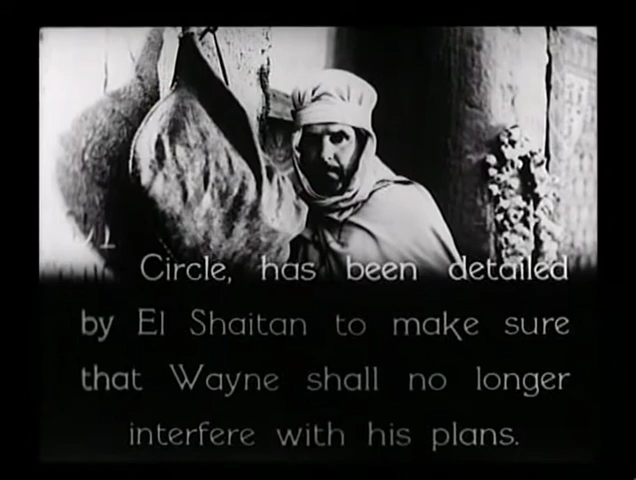 Circle, has been detailed
by El Shaitan to make sure
that Wayne shall no longer
interfere with his plans.